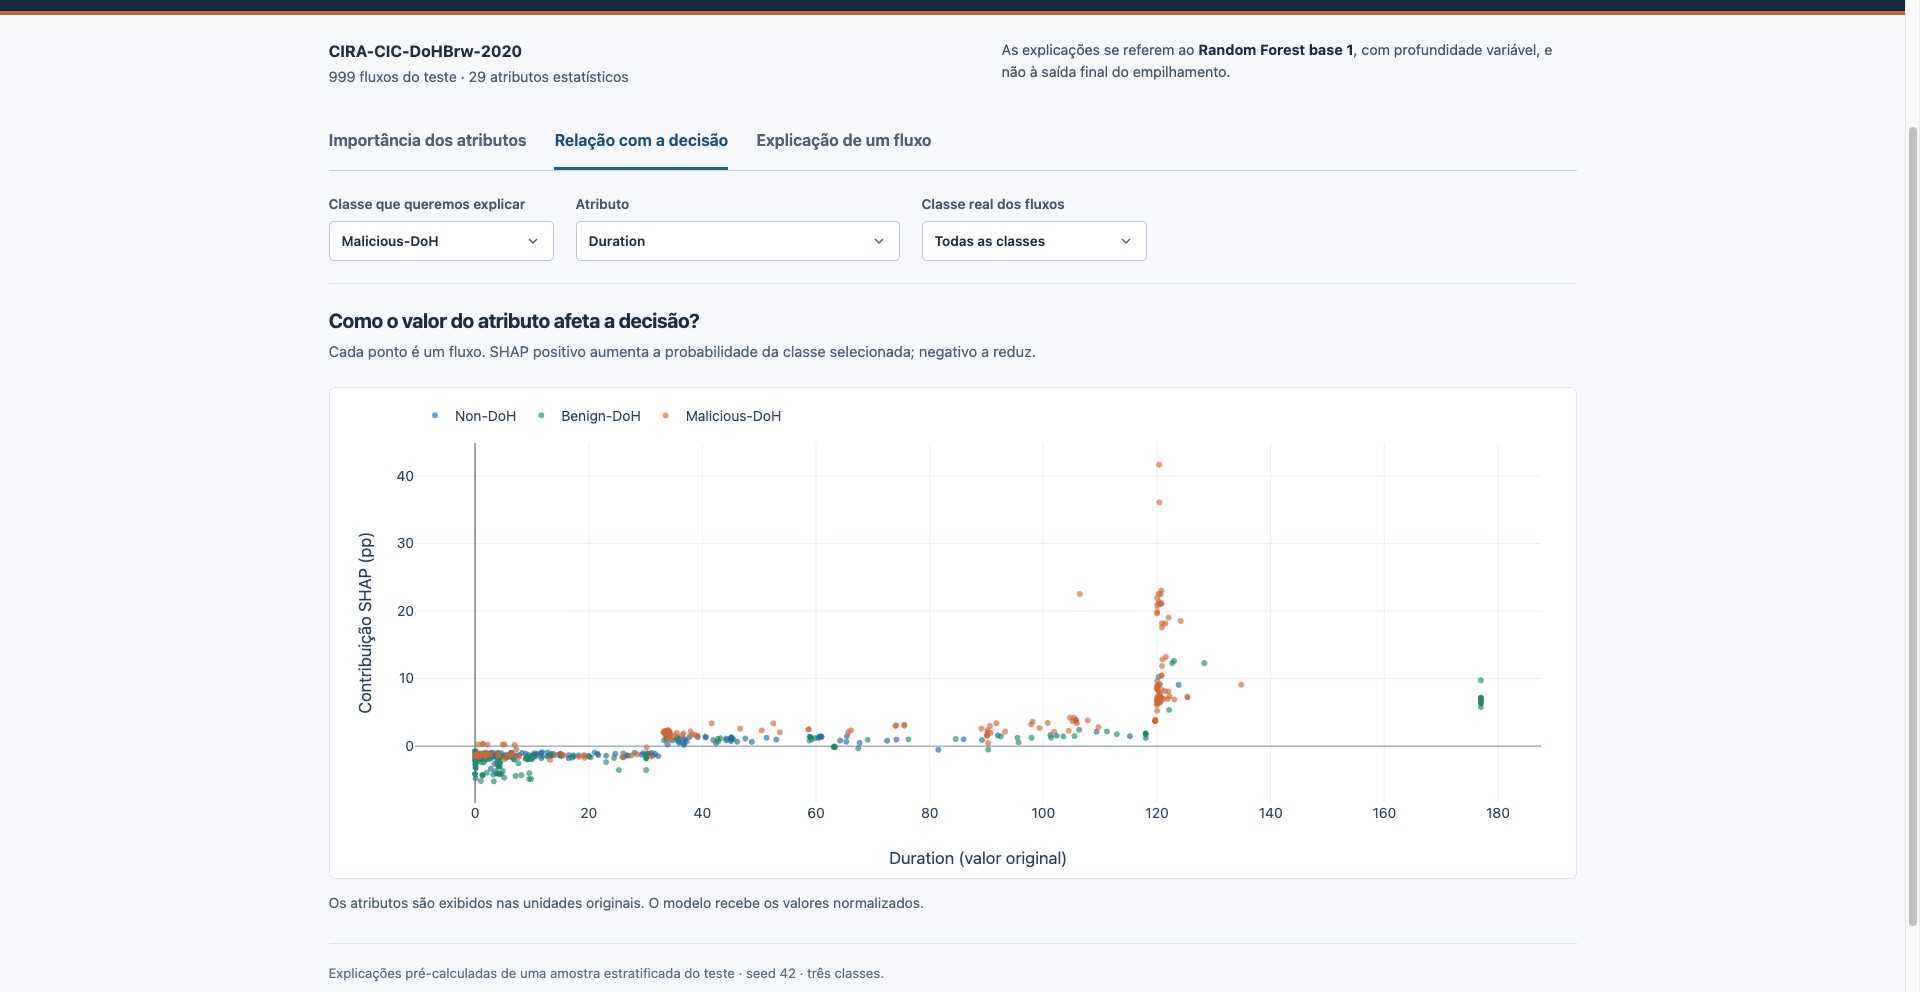 CIRA-CIC-DoHBrw-2020
999 fluxos do teste · 29 atributos estatísticos
As explicações se referem ao Random Forest base 1, com profundidade variável, e
não à saída final do empilhamento.
Importância dos atributos
Relação com a decisão
Explicação de um fluxo
Classe que queremos explicar
Atributo
Classe real dos fluxos
Malicious-DoH
Duration
Todas as classes
Como o valor do atributo afeta a decisão?
Cada ponto é um fluxo. SHAP positivo aumenta a probabilidade da classe selecionada; negativo a reduz.
Non-DoH
Benign-DoH
Malicious-DoH
Contribuição SHAP (pp)
40
30
20
10
0
0
20
40
60
80
100
120
140
160
180
Duration (valor original)
Os atributos são exibidos nas unidades originais. O modelo recebe os valores normalizados.
Explicações pré-calculadas de uma amostra estratificada do teste · seed 42 · três classes.